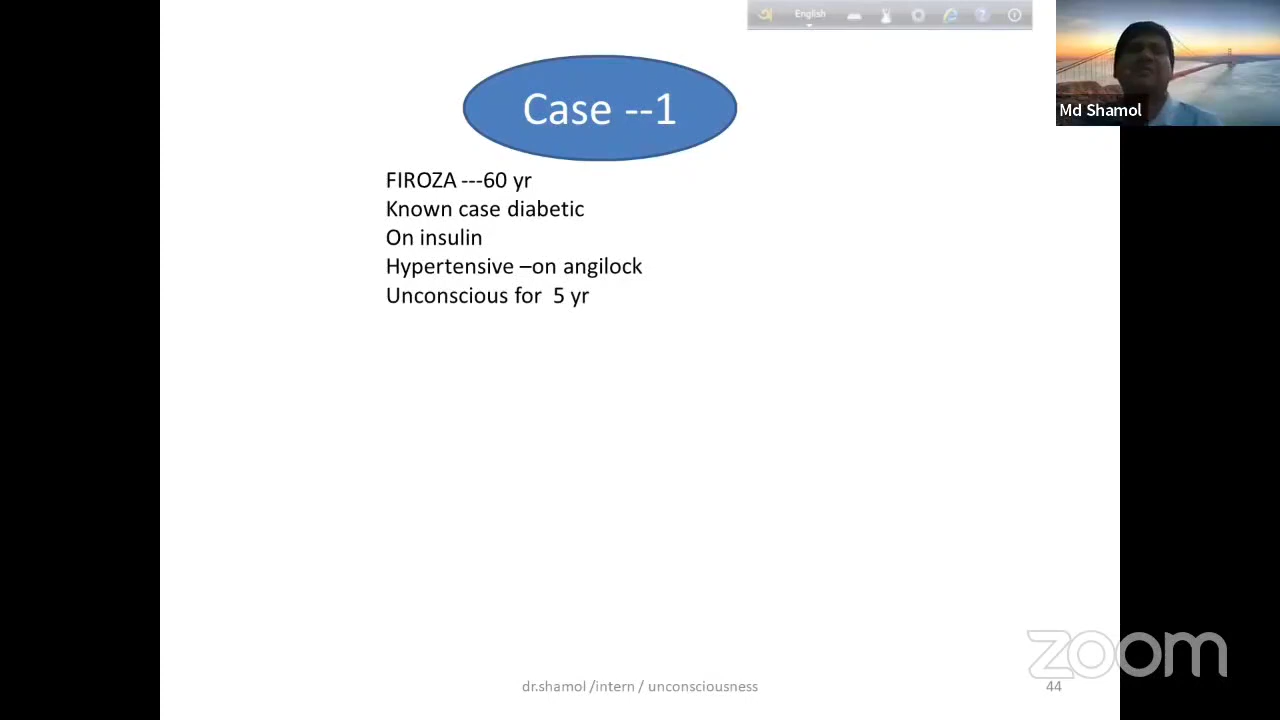 English
Case --1
Md Shamol
FIROZA ---60 yr
Known case diabetic
On insulin
Hypertensive –on angilock
Unconscious for 5 yr
zoom
dr.shamol /intern / unconsciousness
44